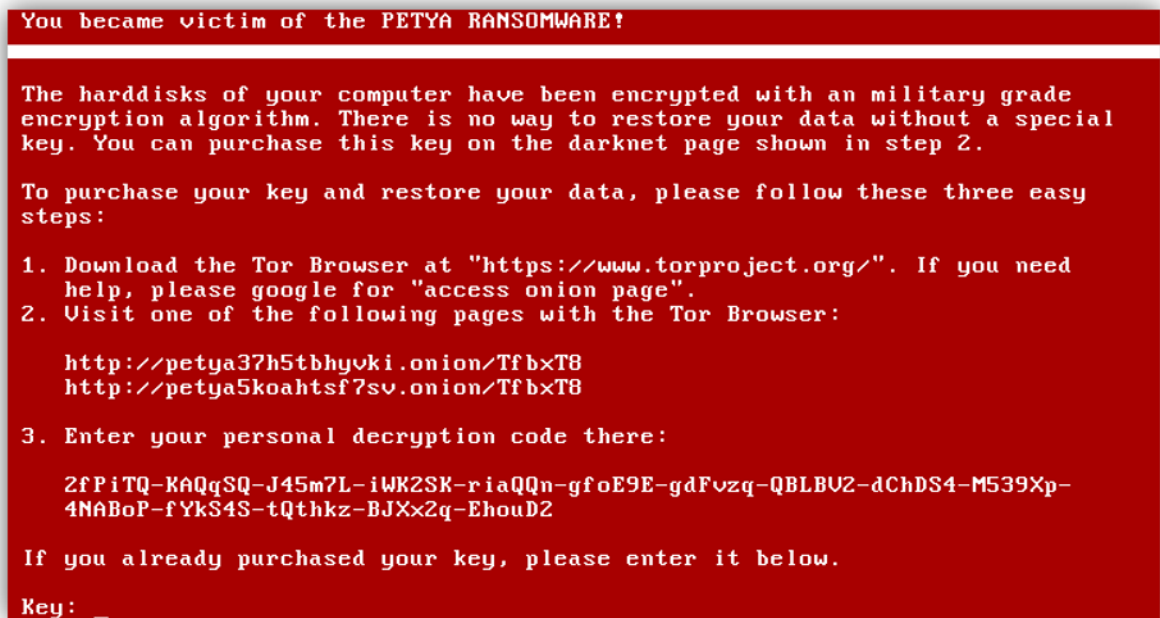 You became victim of the PETYA RANSOMWARE!
The harddisks of your computer have been encrypted with an military grade
encryption algorithm. There is no way to restore your data without a special
key. You can purchase this key on the darknet page shown in step 2.
To purchase your key and restore your data, please follow these three easy
steps:
1. Download the Tor Browser at "https://www.torproject.org/". If you need
help, please google for "access onion page".
2. Visit one of the following pages with the Tor Browser:
http://petya37h5tbhyvki.onion/TfbxT8
http://petya5koahtsf7sv.onion/TfbxT8
3. Enter your personal decryption code there:
2fPiTQ-KAQqSQ-J45m7L-iWK2SK-riaQQn-gfoE9E-gdFvzq-QBLBV2-dChDS4-M539Xp-
4NABoP-fYkS4S-tQthkz-BJXx2q-EhouD2
If you already purchased your key, please enter it below.
Key: _